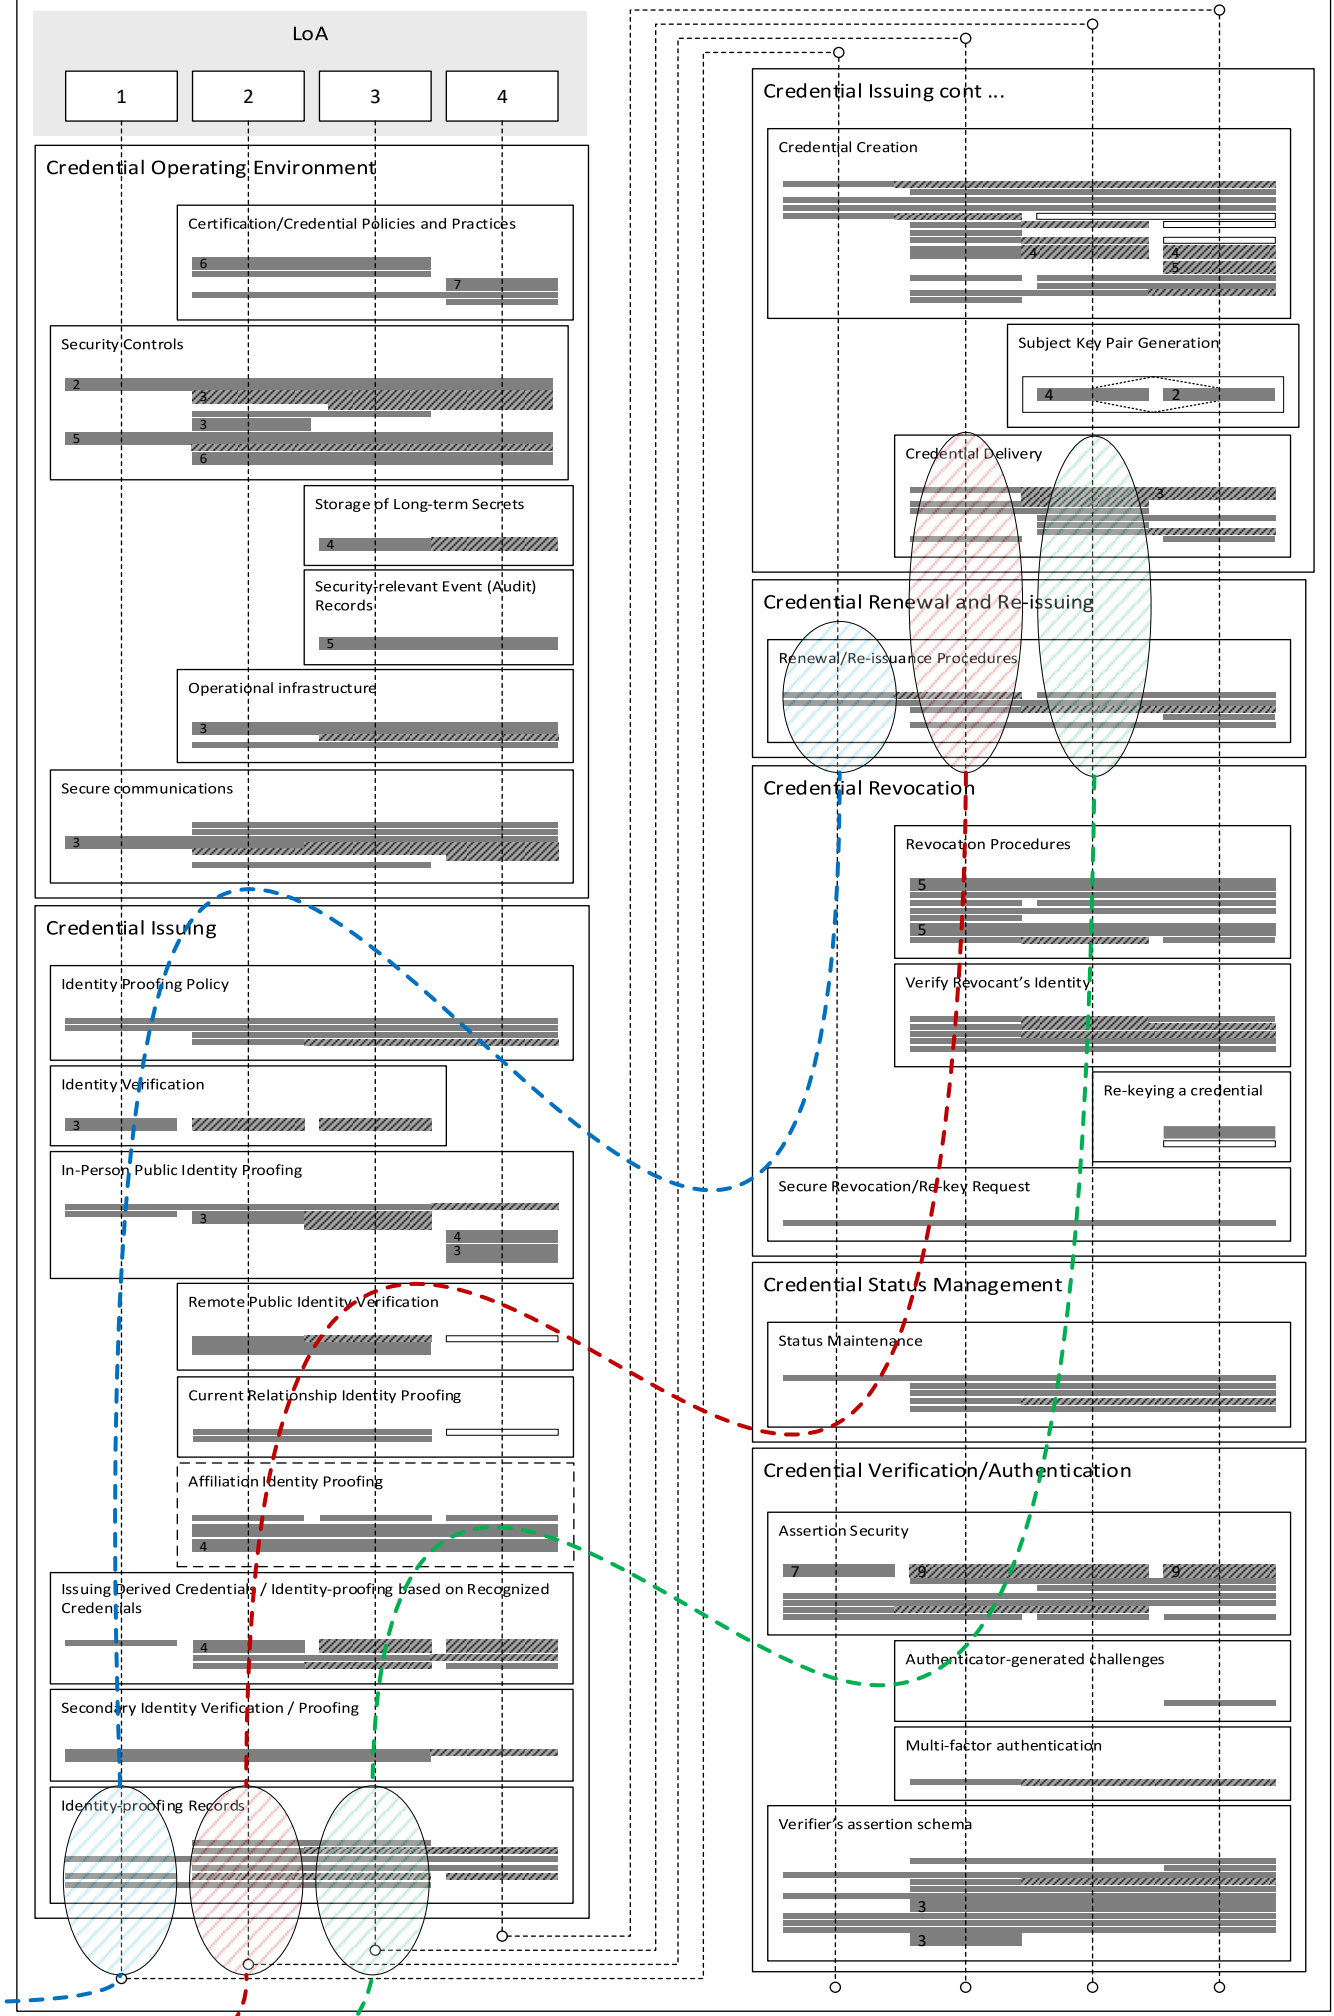 LoA
1 2 3 4
Credential Operating Environment
Certification/Credential Policies and Practices
6
7
Security Controls
2
3
3
5
6
Storage of Long-term Secrets
4
Security-relevant Event (Audit)
Records
5
Operational infrastructure
3
Secure communications
3
Credential Issuing
Identity Proofing Policy
Identity Verification
3
In-Person Public Identity Proofing
3
4
3
Remote Public Identity Verification
Current Relationship Identity Proofing
Affiliation Identity Proofing
4
Issuing Derived Credentials / Identity-proofing based on Recognized
Credentials
4
Secondary Identity Verification / Proofing
Identity-proofing Records
Credential Issuing cont ...
Credential Creation
4 4
5
Subject Key Pair Generation
4 2
Credential Delivery
3
Credential Renewal and Re-issuing
Renewal/Re-issuance Procedures
Credential Revocation
Revocation Procedures
5
5
Verify Revocant's Identity
Re-keying a credential
Secure Revocation/Re-key Request
Credential Status Management
Status Maintenance
Credential Verification/Authentication
Assertion Security
7 9 9
Authenticator-generated challenges
Multi-factor authentication
Verifier's assertion schema
3
3